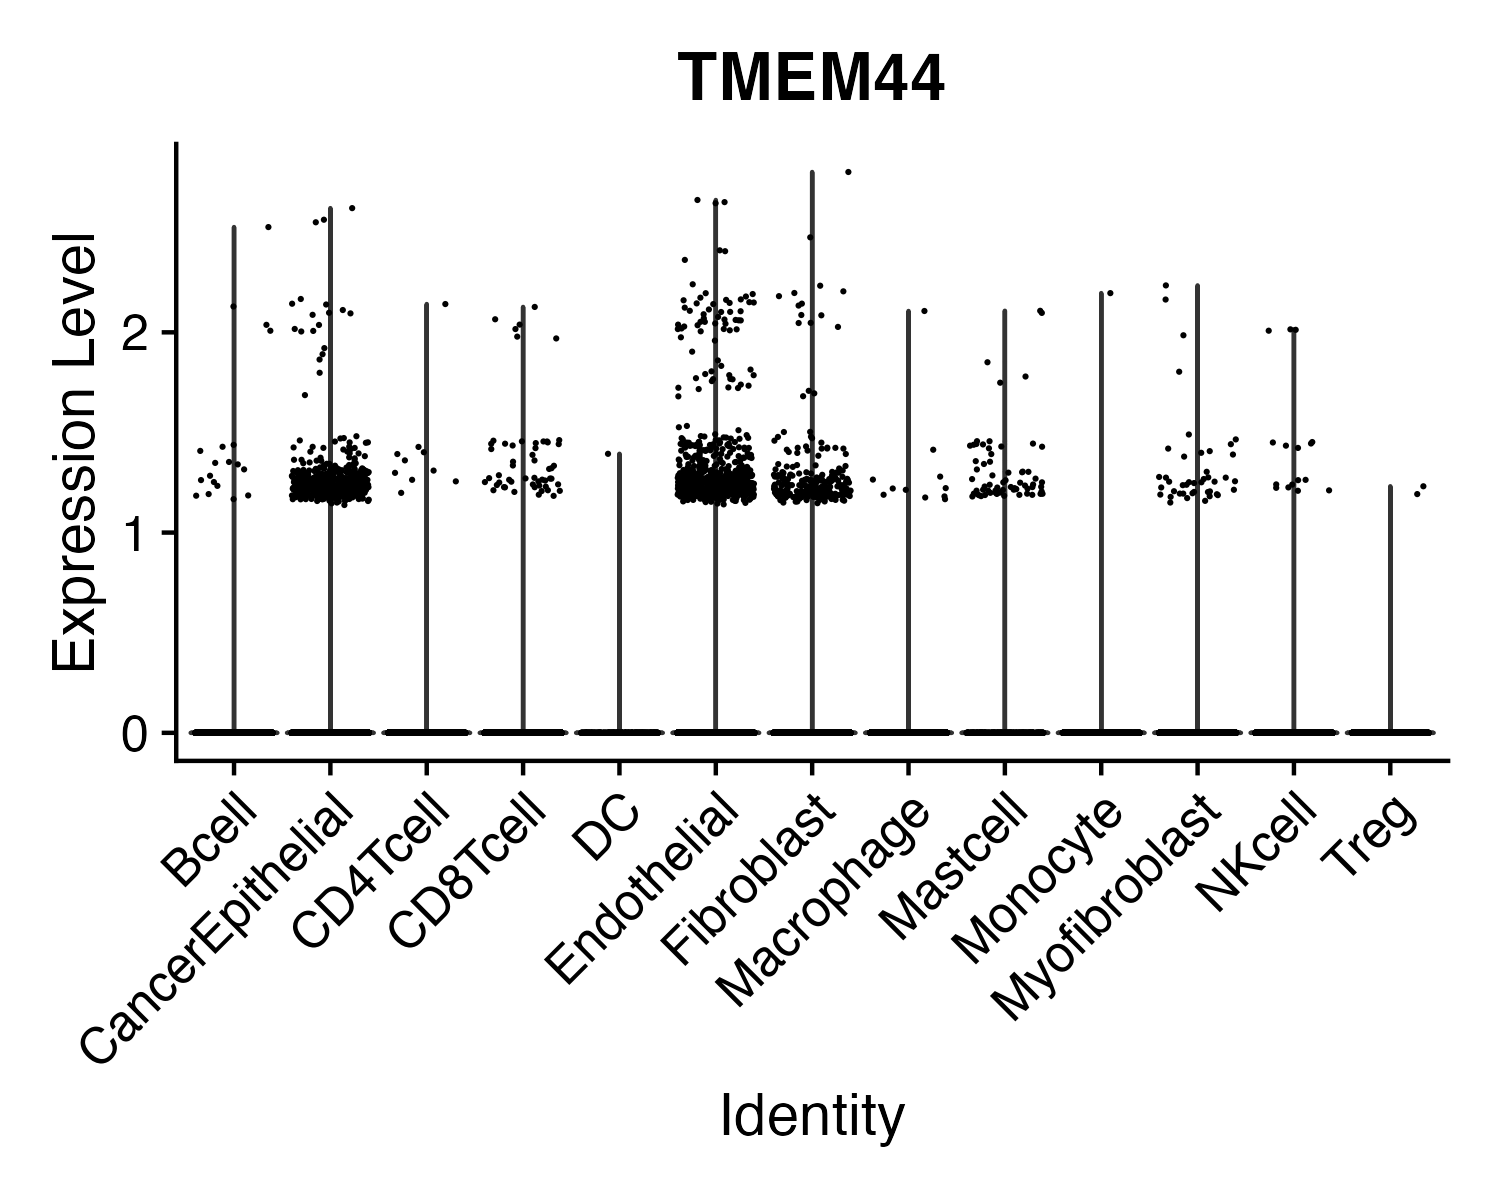 TMEM44
Expression Level
2
1
0
Bcell
CancerEpithelial
CD4Tcell
CD8Tcell
DC
Endothelial
Fibroblast
Macrophage
Mastcell
Monocyte
Myofibroblast
NKcell
Treg
Identity